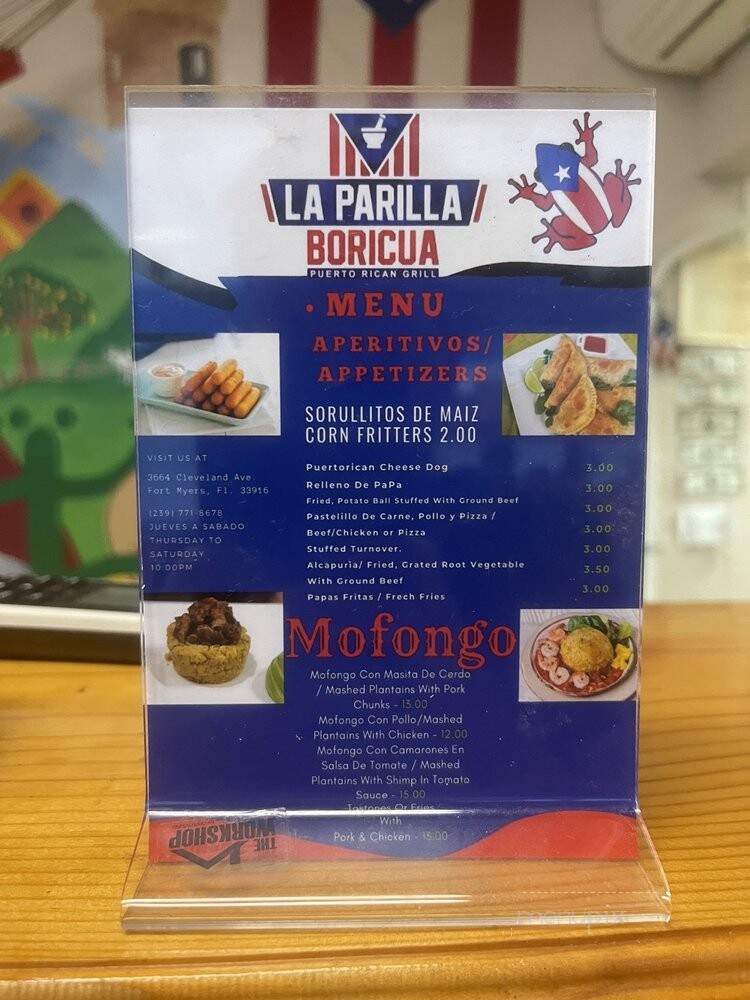 LA PARILLA
BORICUA
PUERTO RICAN GRILL
• MENU
APERITIVOS/
APPETIZERS
SORULLITOS DE MAIZ
CORN FRITTERS 2.00
VISIT US AT
3664 Cleveland Ave.
Fort Myers, Fl. 33916
(239) 771-8678
JUEVES A SABADO
THURSDAY TO
SATURDAY
10:00PM
Puertorican Cheese Dog 3.00
Relleno De PaPa 3.00
Fried, Potato Ball Stuffed With Ground Beef
Pastelillo De Carne, Pollo y Pizza / 3.00
Beef/Chicken or Pizza 3.00
Stuffed Turnover. 3.00
Alcapuria/ Fried, Grated Root Vegetable 3.50
With Ground Beef
Papas Fritas / Frech Fries 3.00
Mofongo
Mofongo Con Masita De Cerdo
/ Mashed Plantains With Pork
Chunks - 13.00
Mofongo Con Pollo/Mashed
Plantains With Chicken - 12.00
Mofongo Con Camarones En
Salsa De Tomate / Mashed
Plantains With Shimp In Tomato
Sauce - 15.00
Tostones Or Fries
With
Pork & Chicken - 15:00
THE
WORKSHOP